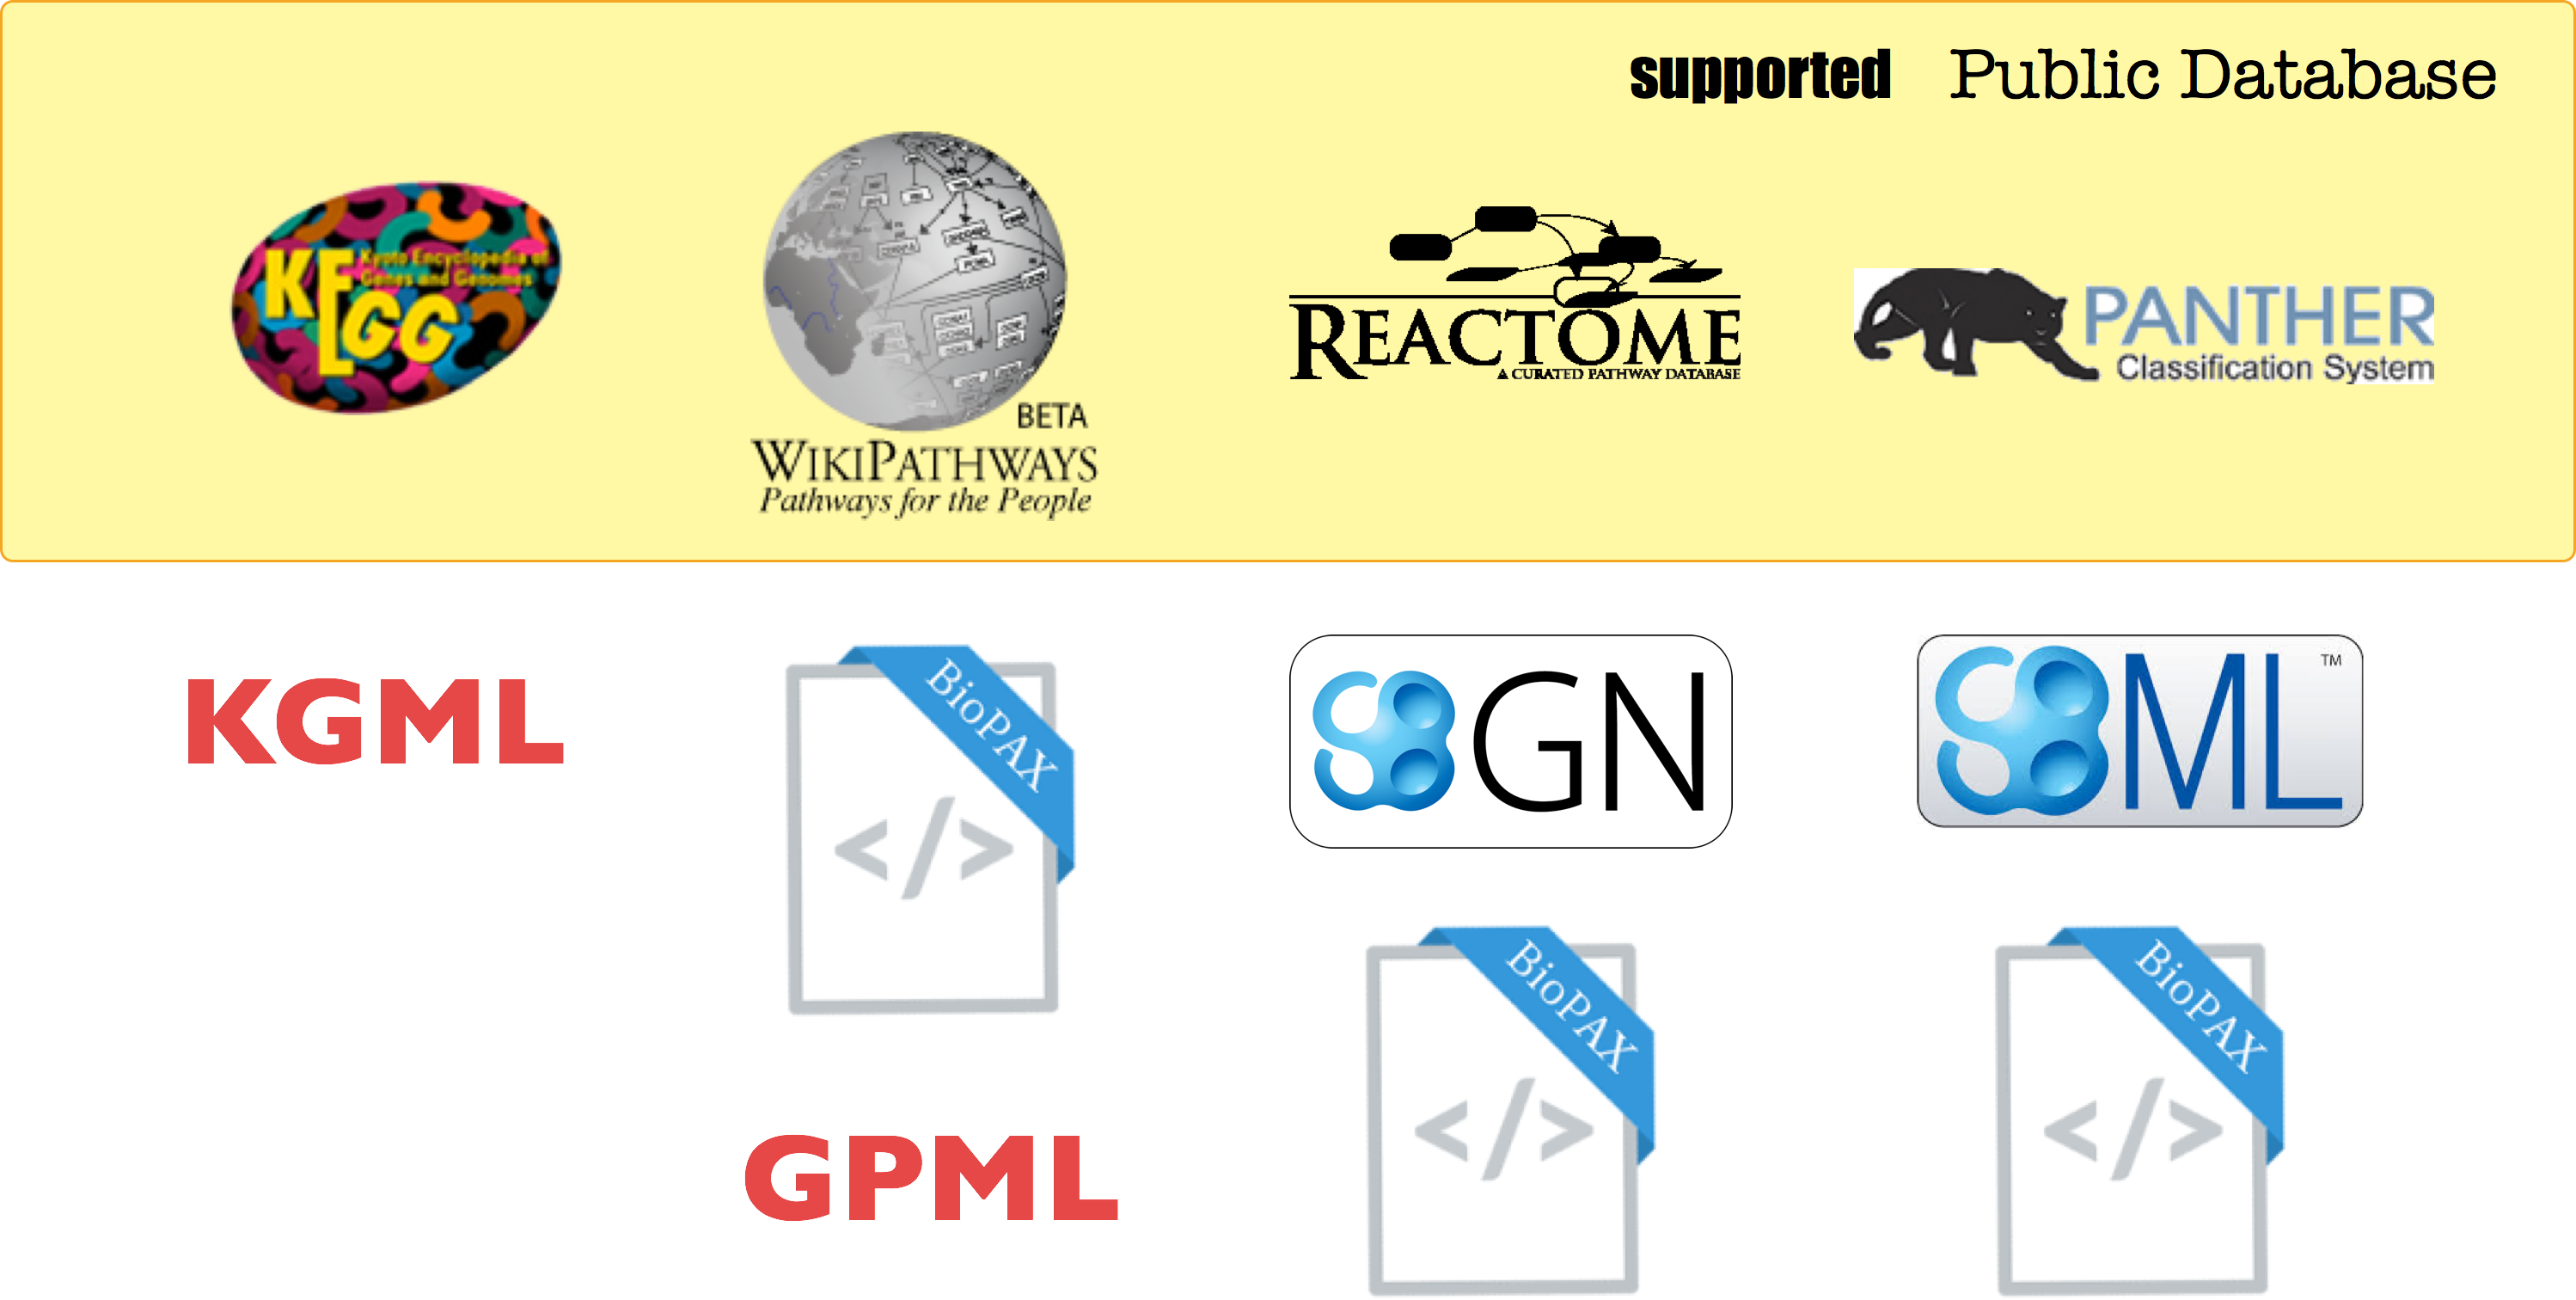 supported Public Database
KEGG
Kyoto Encyclopedia of
Genes and Genomes
BETA
WIKIPATHWAYS
Pathways for the People
REACTOME
A CURATED PATHWAY DATABASE
PANTHER
Classification System
KGML
BioPAX
</>
SBGN
SBML TM
GPML
BioPAX
</>
BioPAX
</>